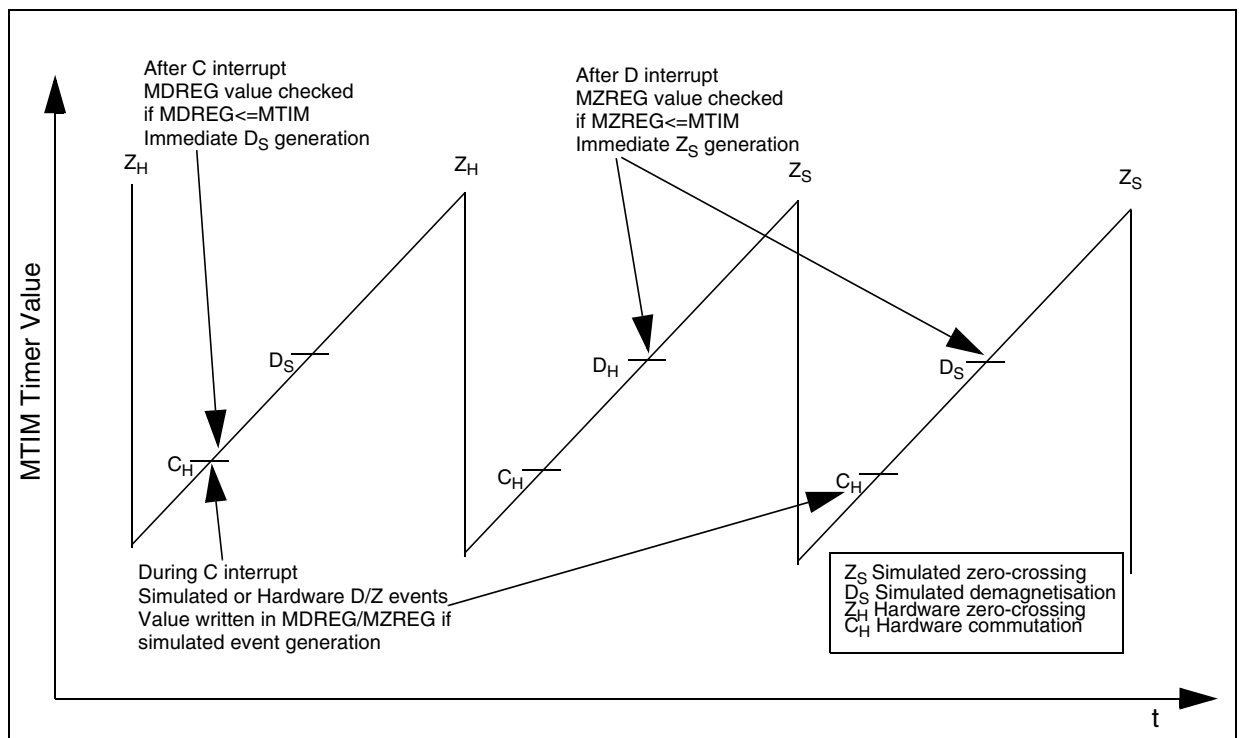 After C interrupt
MDREG value checked
if MDREG<=MTIM
Immediate DS generation
After D interrupt
MZREG value checked
if MZREG<=MTIM
Immediate ZS generation
ZH
ZH
ZS
ZS
MTIM Timer Value
DS
DH
DS
CH
CH
CH
During C interrupt
Simulated or Hardware D/Z events
Value written in MDREG/MZREG if
simulated event generation
ZS Simulated zero-crossing
DS Simulated demagnetisation
ZH Hardware zero-crossing
CH Hardware commutation
t